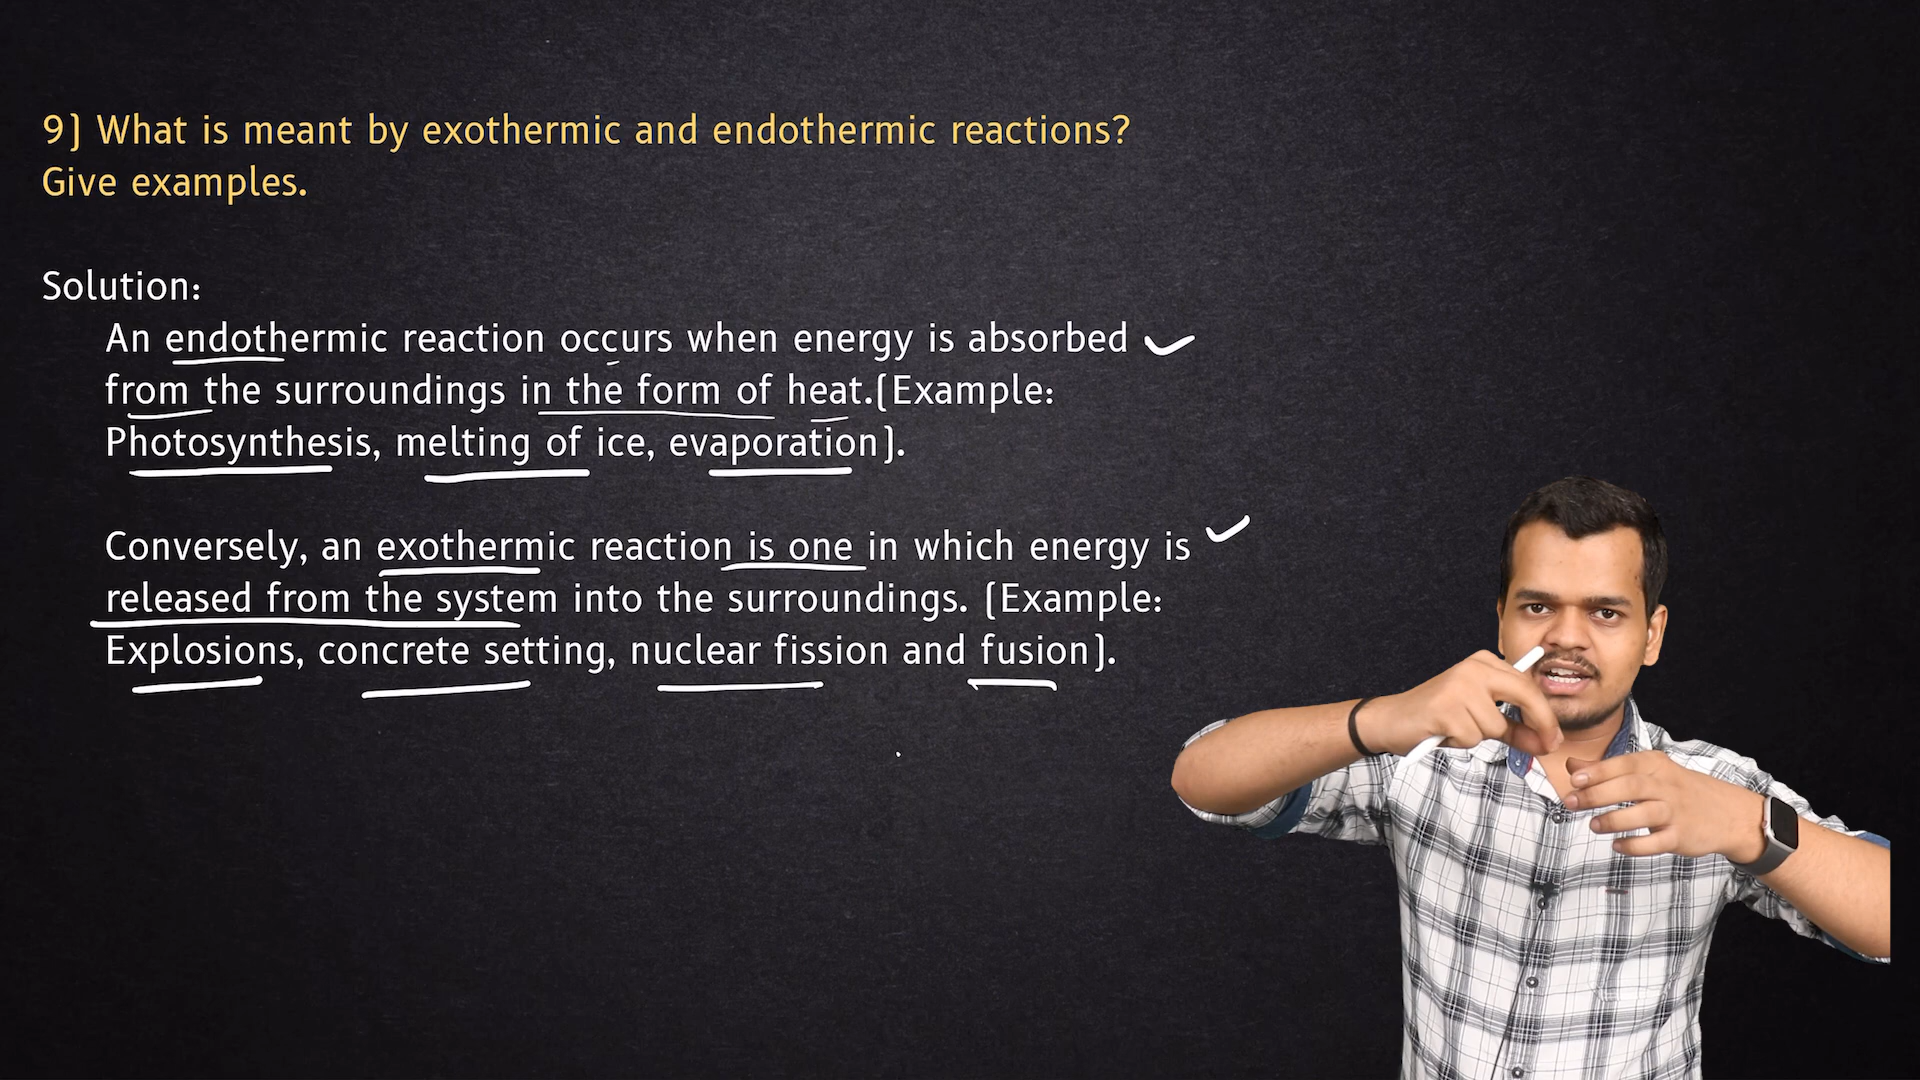 9) What is meant by exothermic and endothermic reactions?
Give examples.
Solution:
An endothermic reaction occurs when energy is absorbed
from the surroundings in the form of heat.(Example:
Photosynthesis, melting of ice, evaporation).
Conversely, an exothermic reaction is one in which energy is
released from the system into the surroundings. (Example:
Explosions, concrete setting, nuclear fission and fusion).